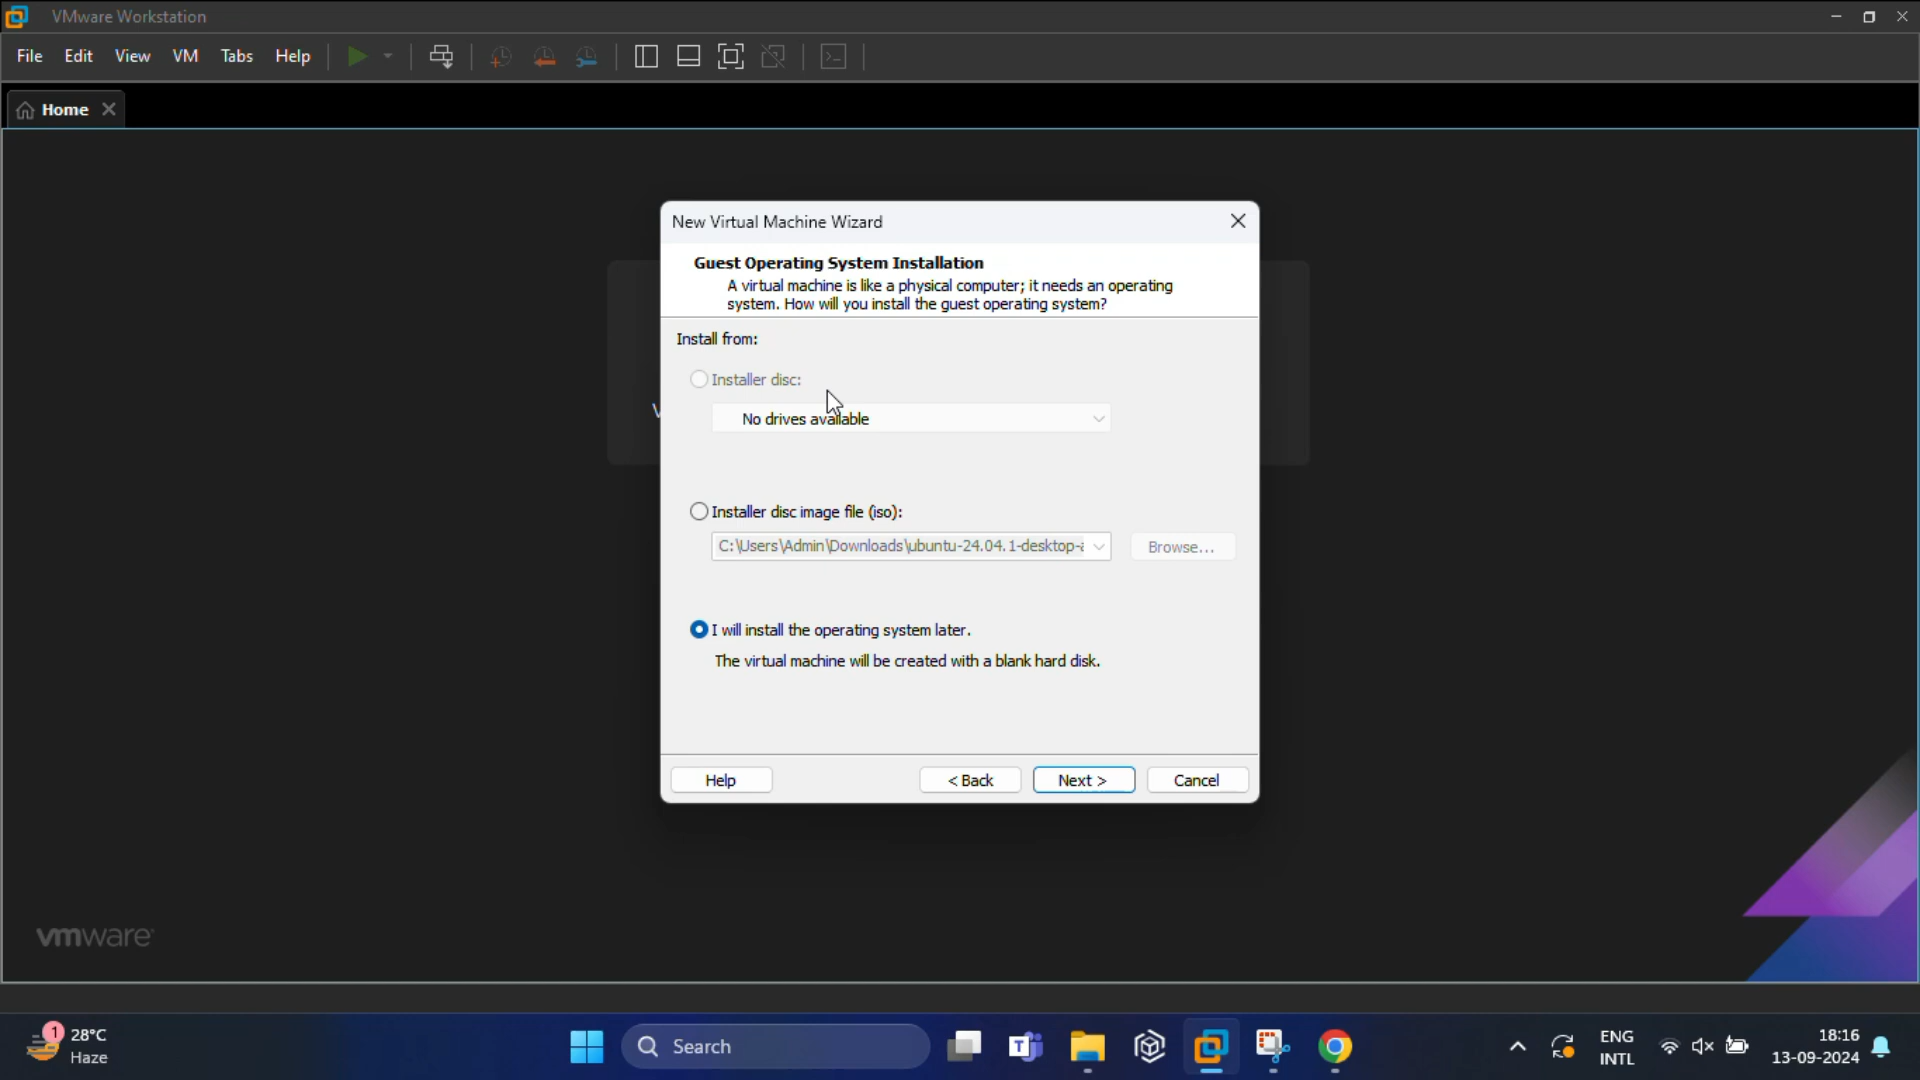 VMware Workstation
File Edit View VM Tabs Help
Home
New Virtual Machine Wizard
Guest Operating System Installation
A virtual machine is like a physical computer; it needs an operating
system. How will you install the guest operating system?
Install from:
Installer disc:
No drives available
Installer disc image file (iso):
C:\Users\Admin\Downloads\ubuntu-24.04.1-desktop-a
Browse...
I will install the operating system later.
The virtual machine will be created with a blank hard disk.
Help < Back Next > Cancel
vmware
1
28°C
Haze
Search
ENG
INTL
18:16
13-09-2024